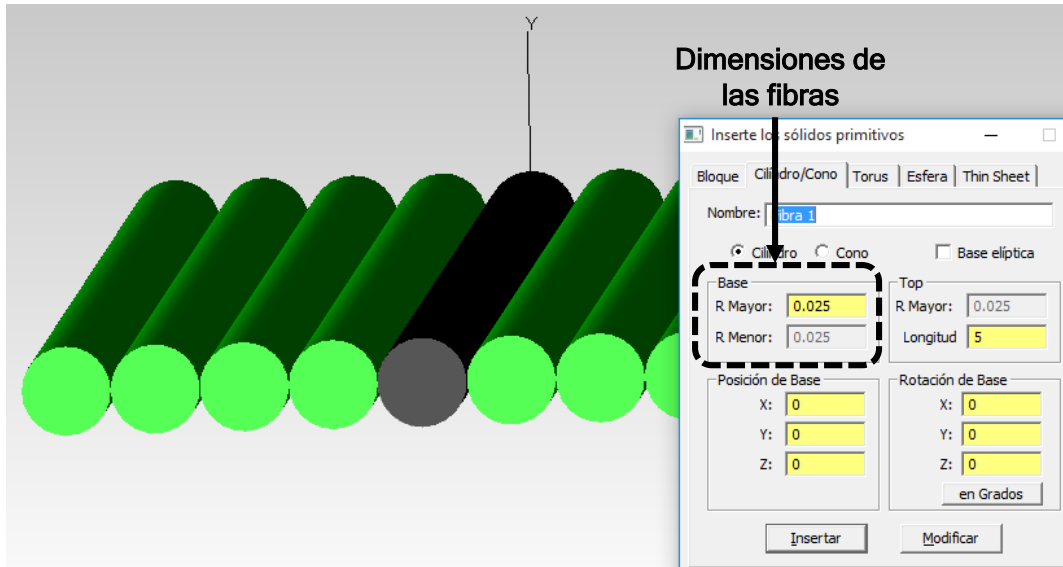 Y
Dimensiones de
las fibras
Inserte los sólidos primitivos
Bloque Cilindro/Cono Torus Esfera Thin Sheet
Nombre: Fibra 1
Cilindro Cono Base elíptica
Base Top
R Mayor: 0.025 R Mayor: 0.025
R Menor: 0.025 Longitud 5
Posición de Base Rotación de Base
X: 0 X: 0
Y: 0 Y: 0
Z: 0 Z: 0
en Grados
Insertar Modificar